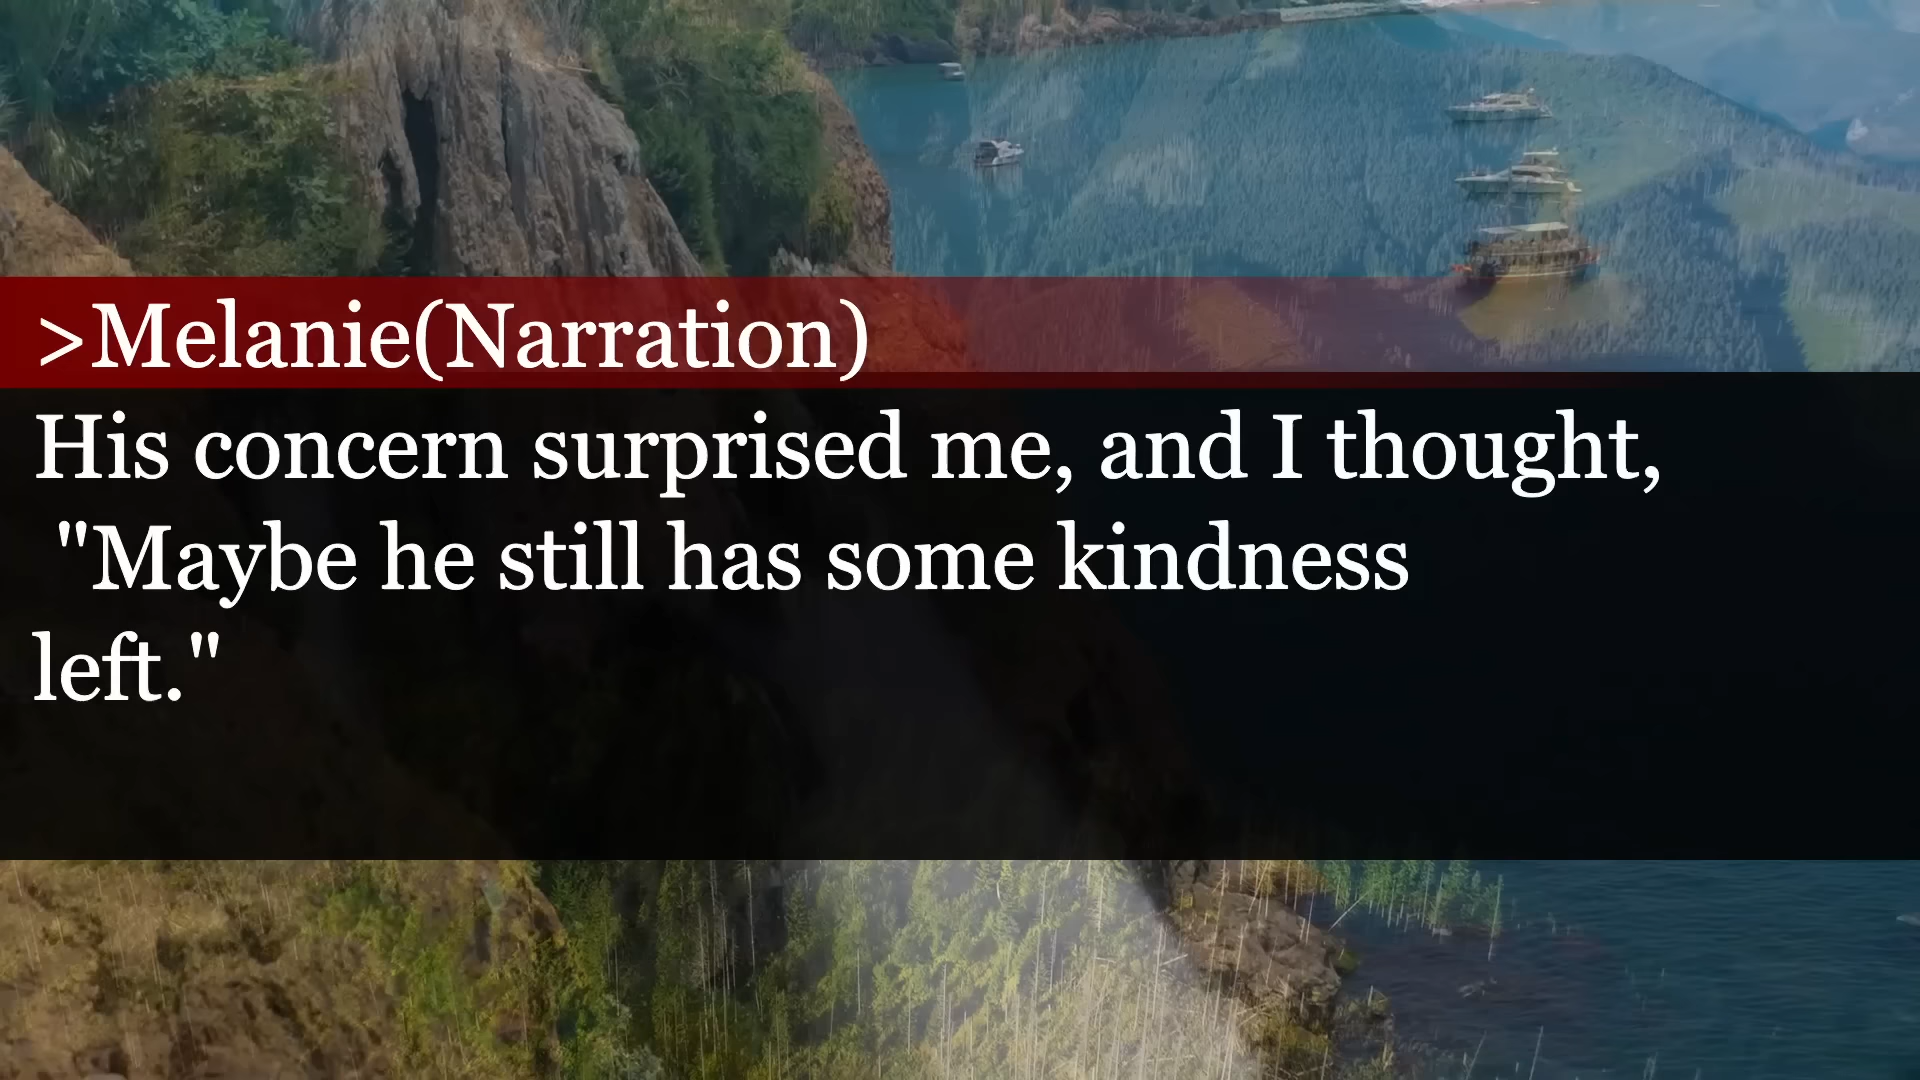 >Melanie(Narration)
His concern surprised me, and I thought,
"Maybe he still has some kindness
left."